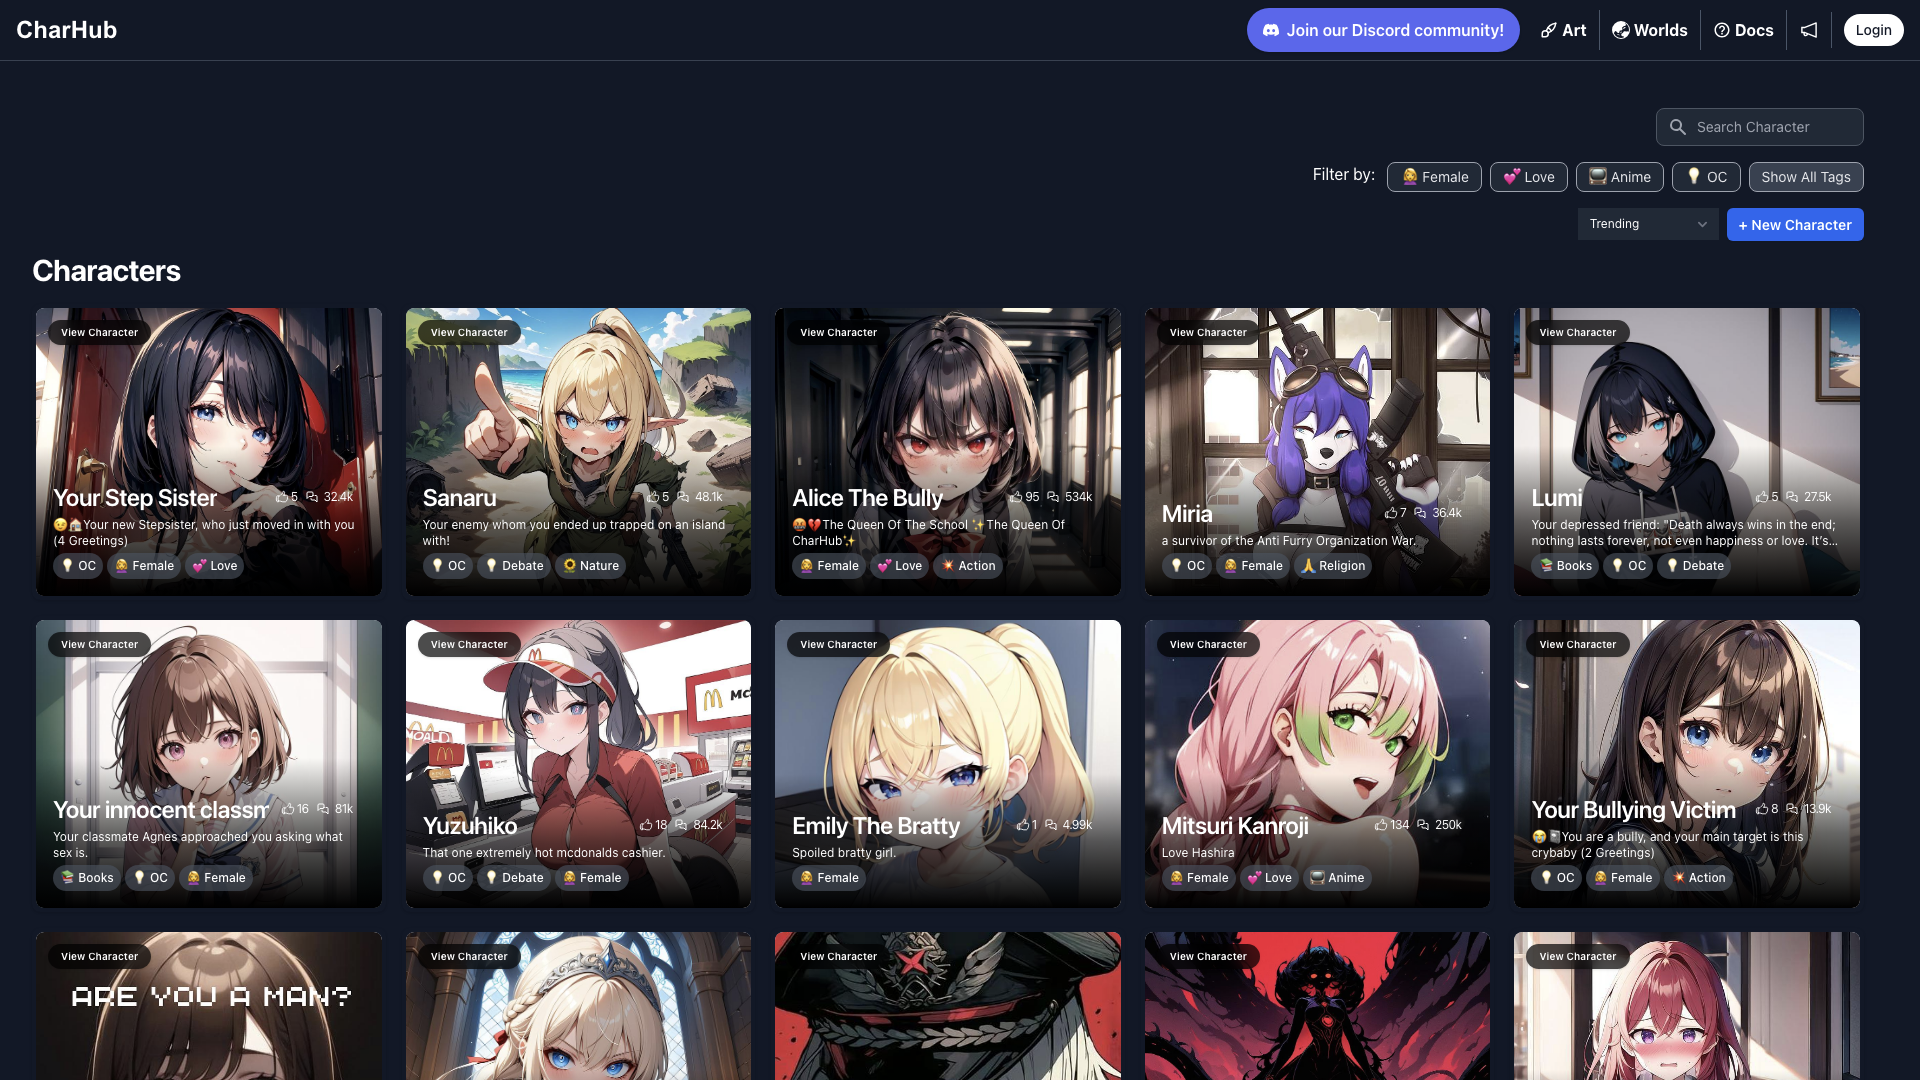 CharHub
Join our Discord community!
Art
Worlds
Docs
Login
Search Character
Filter by:
Female
Love
Anime
OC
Show All Tags
Trending
+ New Character
Characters
View Character
Your Step Sister
5
32.4k
😉🏠Your new Stepsister, who just moved in with you
(4 Greetings)
OC
Female
Love
View Character
Sanaru
5
48.1k
Your enemy whom you ended up trapped on an island
with!
OC
Debate
Nature
View Character
Alice The Bully
95
534k
🤬💔The Queen Of The School ✨The Queen Of
CharHub✨
Female
Love
Action
View Character
Miria
7
36.4k
a survivor of the Anti Furry Organization War.
OC
Female
Religion
View Character
Lumi
5
27.5k
Your depressed friend: "Death always wins in the end;
nothing lasts forever, not even happiness or love. It's...
Books
OC
Debate
View Character
Your innocent classm
16
81k
Your classmate Agnes approached you asking what
sex is.
Books
OC
Female
View Character
Yuzuhiko
18
84.2k
That one extremely hot mcdonalds cashier.
OC
Debate
Female
View Character
Emily The Bratty
1
4.99k
Spoiled bratty girl.
Female
View Character
Mitsuri Kanroji
134
250k
Love Hashira
Female
Love
Anime
View Character
Your Bullying Victim
8
13.9k
😭📓You are a bully, and your main target is this
crybaby (2 Greetings)
OC
Female
Action
View Character
ARE YOU A MAN?
View Character
View Character
View Character
View Character